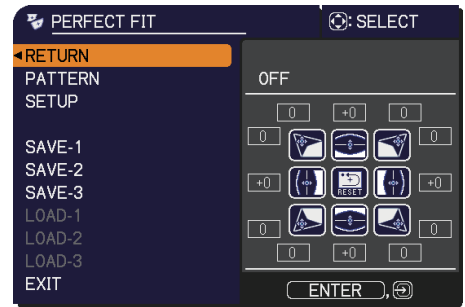 PERFECT FIT
: SELECT
RETURN
PATTERN
SETUP
SAVE-1
SAVE-2
SAVE-3
LOAD-1
LOAD-2
LOAD-3
EXIT
OFF
0 +0 0
0 0
+0 RESET +0
0 0
0 +0 0
ENTER ,